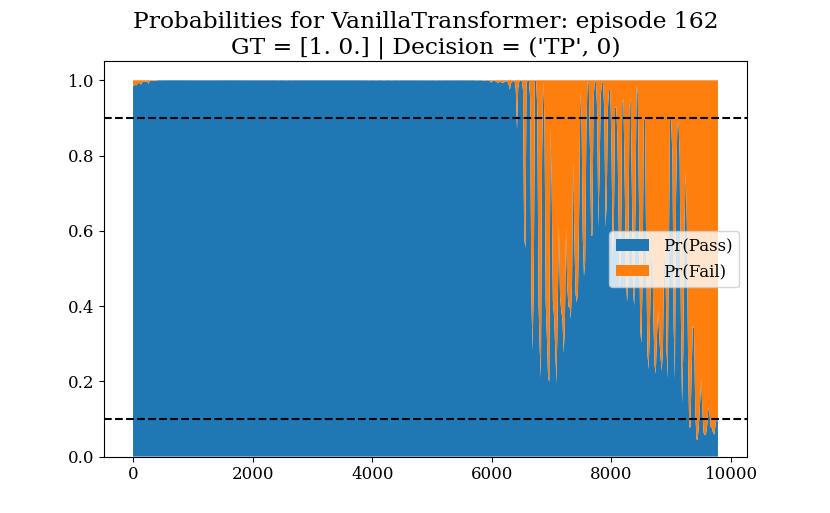 Probabilities for VanillaTransformer: episode 162
GT = [1. 0.] | Decision = ('TP', 0)
1.0
0.8
0.6
0.4
0.2
0.0
Pr(Pass)
Pr(Fail)
0 2000 4000 6000 8000 10000